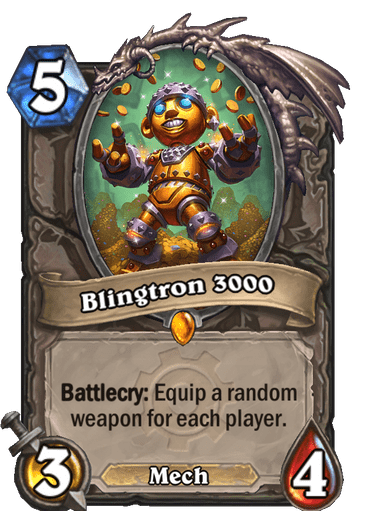 5
Blingtron 3000
Battlecry: Equip a random
weapon for each player.
3
Mech
4